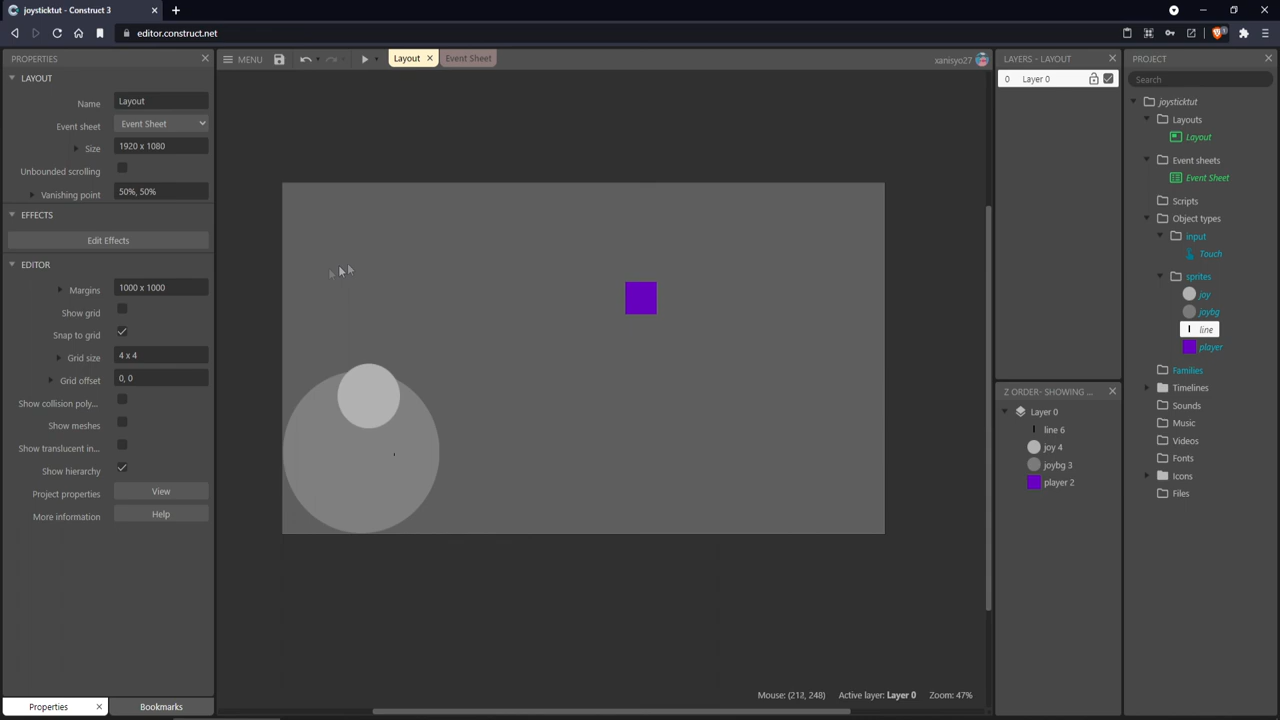 joysticktut - Construct 3
editor.construct.net
PROPERTIES
LAYOUT
Name Layout
Event sheet Event Sheet
Size 1920 x 1080
Unbounded scrolling
Vanishing point 50%, 50%
EFFECTS
Edit Effects
EDITOR
Margins 1000 x 1000
Show grid
Snap to grid
Grid size 4 x 4
Grid offset 0, 0
Show collision poly...
Show meshes
Show translucent in...
Show hierarchy
Project properties View
More information Help
Properties
Bookmarks
MENU
Layout
Event Sheet
xanisyo27
Mouse: (212, 248) Active layer: Layer 0 Zoom: 47%
LAYERS - LAYOUT
0 Layer 0
Z ORDER- SHOWING ...
Layer 0
line 6
joy 4
joybg 3
player 2
PROJECT
Search
joysticktut
Layouts
Layout
Event sheets
Event Sheet
Scripts
Object types
input
Touch
sprites
joy
joybg
line
player
Families
Timelines
Sounds
Music
Videos
Fonts
Icons
Files